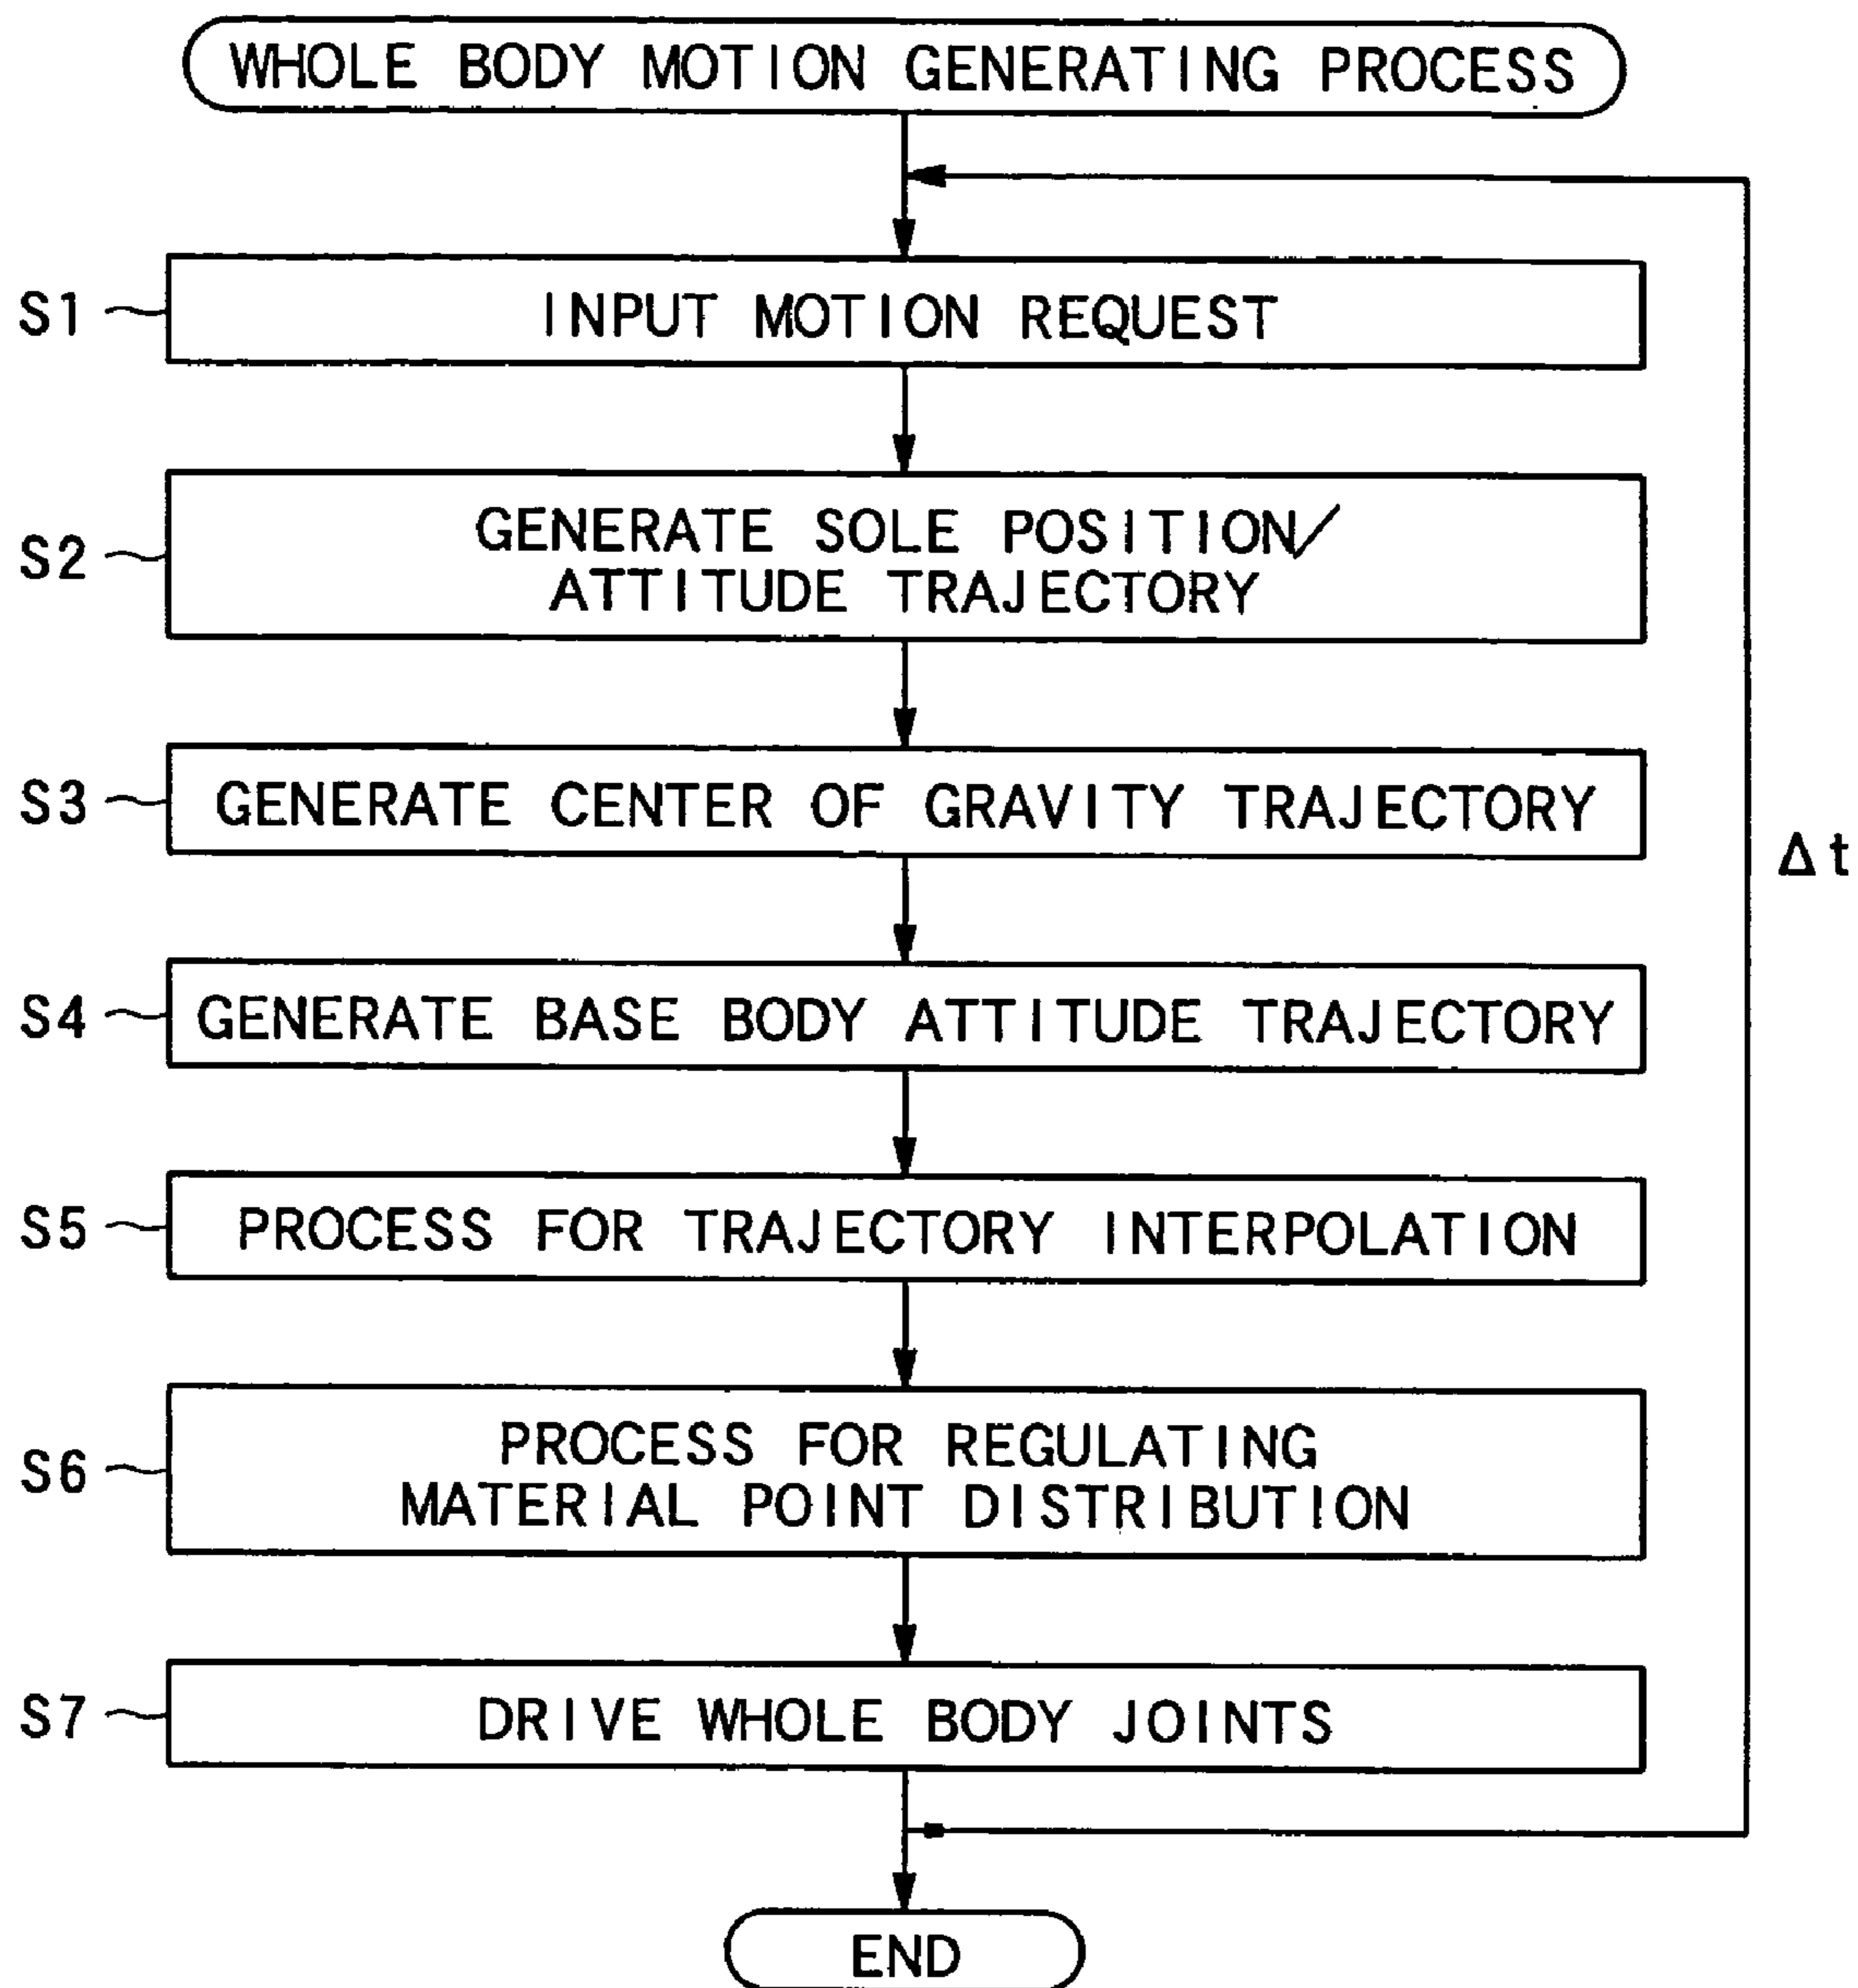 WHOLE BODY MOTION GENERATING PROCESS
S1
INPUT MOTION REQUEST
S2
GENERATE SOLE POSITION/
ATTITUDE TRAJECTORY
S3
GENERATE CENTER OF GRAVITY TRAJECTORY
Δt
S4
GENERATE BASE BODY ATTITUDE TRAJECTORY
S5
PROCESS FOR TRAJECTORY INTERPOLATION
S6
PROCESS FOR REGULATING
MATERIAL POINT DISTRIBUTION
S7
DRIVE WHOLE BODY JOINTS
END